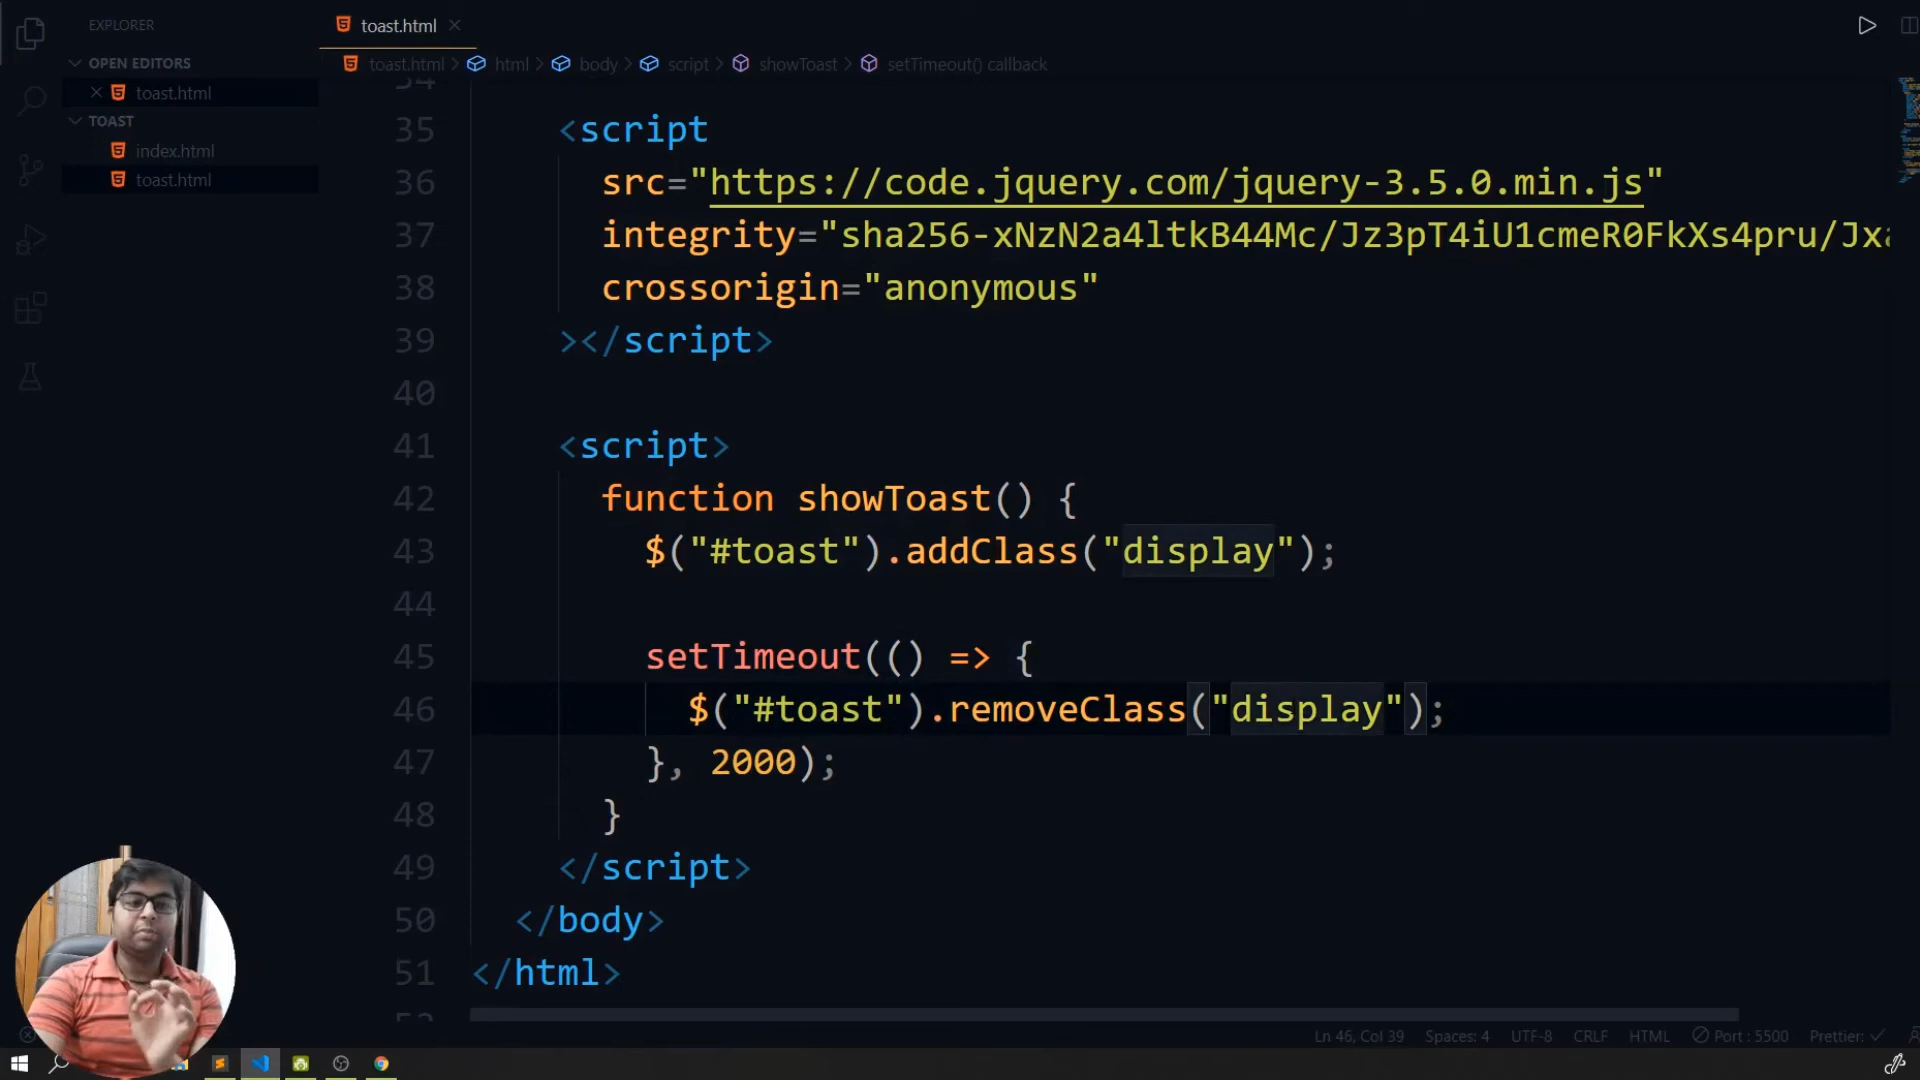 EXPLORER
OPEN EDITORS
toast.html
TOAST
index.html
toast.html
toast.html
toast.html > html > body > script > showToast > setTimeout() callback
34
35 <script
36 src="https://code.jquery.com/jquery-3.5.0.min.js"
37 integrity="sha256-xNzN2a4ltkB44Mc/Jz3pT4iU1cmeR0FkXs4pru/Jxa
38 crossorigin="anonymous"
39 ></script>
40
41 <script>
42 function showToast() {
43 $("#toast").addClass("display");
44
45 setTimeout(() => {
46 $("#toast").removeClass("display");
47 }, 2000);
48 }
49 </script>
50 </body>
51 </html>
52
Ln 46, Col 39 Spaces: 4 UTF-8 CRLF HTML Port : 5500 Prettier: ✓